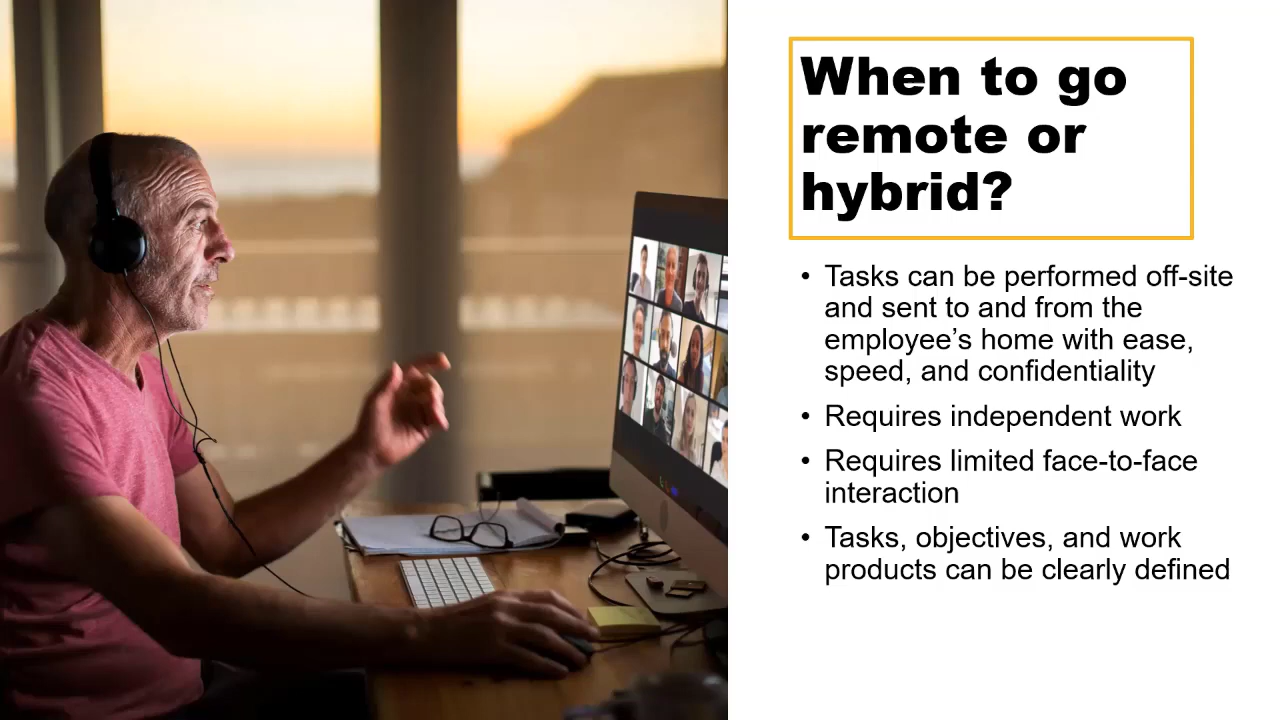 When to go
remote or
hybrid?
• Tasks can be performed off-site
and sent to and from the
employee’s home with ease,
speed, and confidentiality
• Requires independent work
• Requires limited face-to-face
interaction
• Tasks, objectives, and work
products can be clearly defined